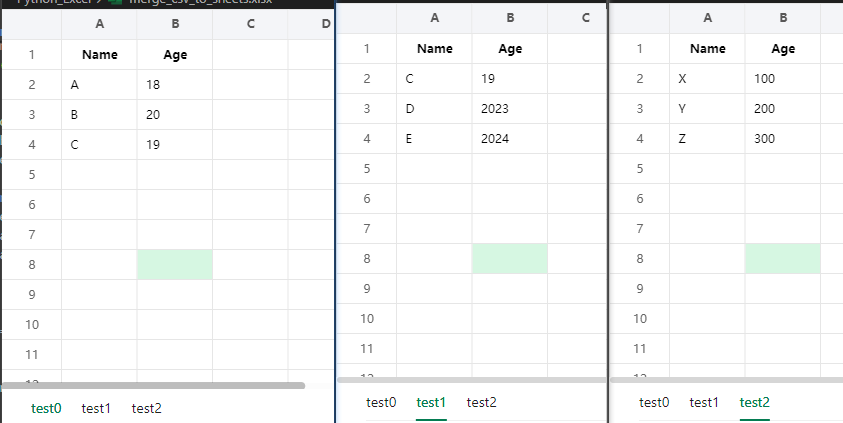 Python_Excel > merge_csv_to_sheets.xlsx
A B C D
1 Name Age
2 A 18
3 B 20
4 C 19
5
6
7
8
9
10
11
12
test0 test1 test2
A B C
1 Name Age
2 C 19
3 D 2023
4 E 2024
5
6
7
8
9
10
11
12
test0 test1 test2
A B
1 Name Age
2 X 100
3 Y 200
4 Z 300
5
6
7
8
9
10
11
12
test0 test1 test2